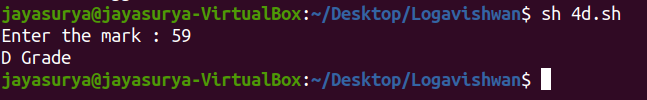 jayasurya@jayasurya-VirtualBox:~/Desktop/Logavishwan$ sh 4d.sh
Enter the mark : 59
D Grade
jayasurya@jayasurya-VirtualBox:~/Desktop/Logavishwan$